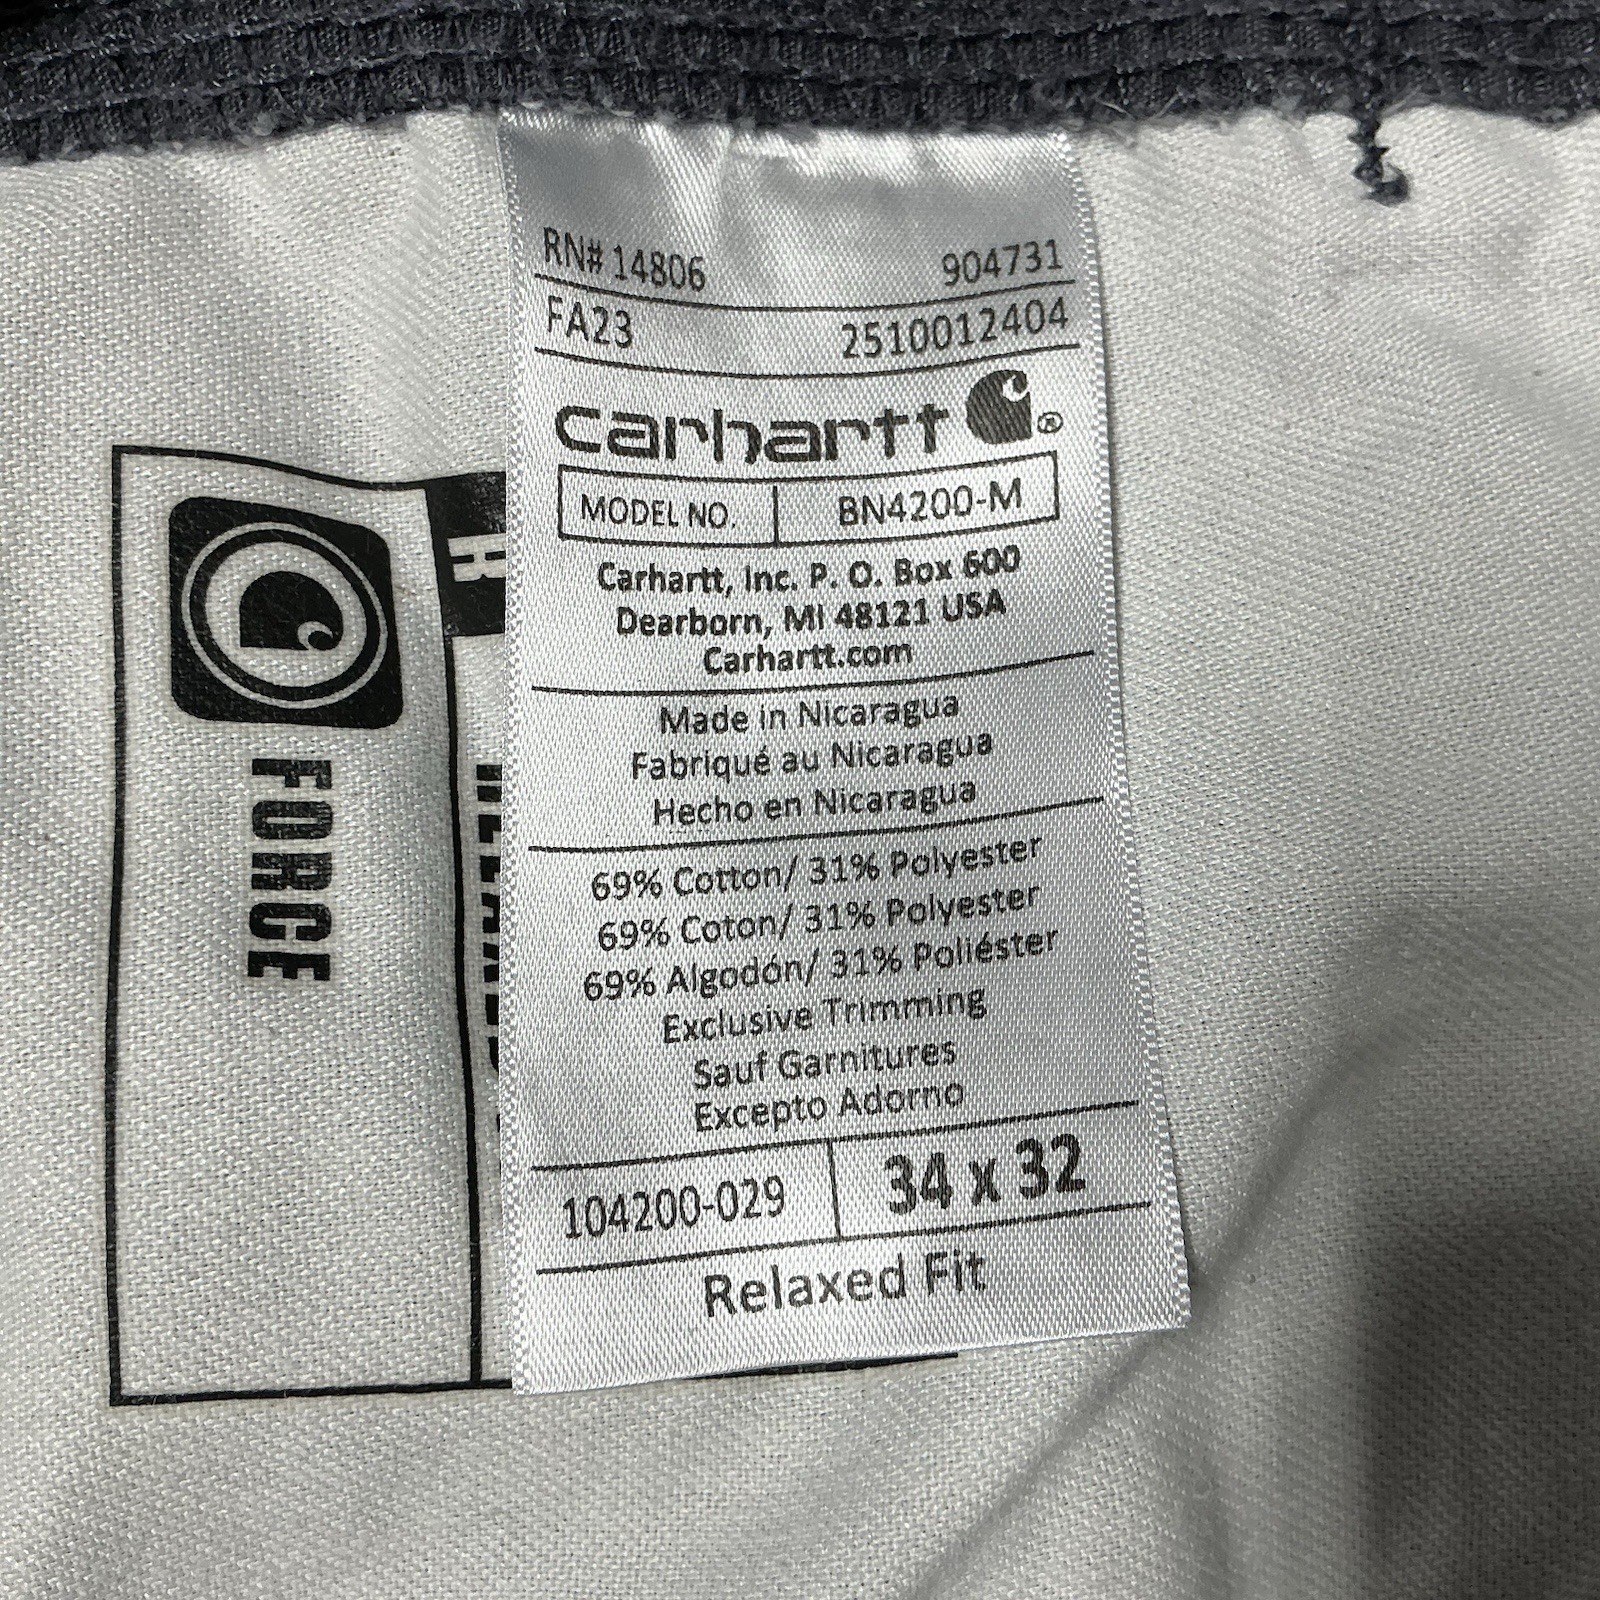 RN# 14806 904731
FA23 2510012404
carhartt ®
MODEL NO. BN4200-M
Carhartt, Inc. P. O. Box 600
Dearborn, MI 48121 USA
Carhartt.com
Made in Nicaragua
Fabriqué au Nicaragua
Hecho en Nicaragua
69% Cotton/ 31% Polyester
69% Coton/ 31% Polyester
69% Algodón/ 31% Poliéster
Exclusive Trimming
Sauf Garnitures
Excepto Adorno
104200-029 34 x 32
Relaxed Fit
FORCE